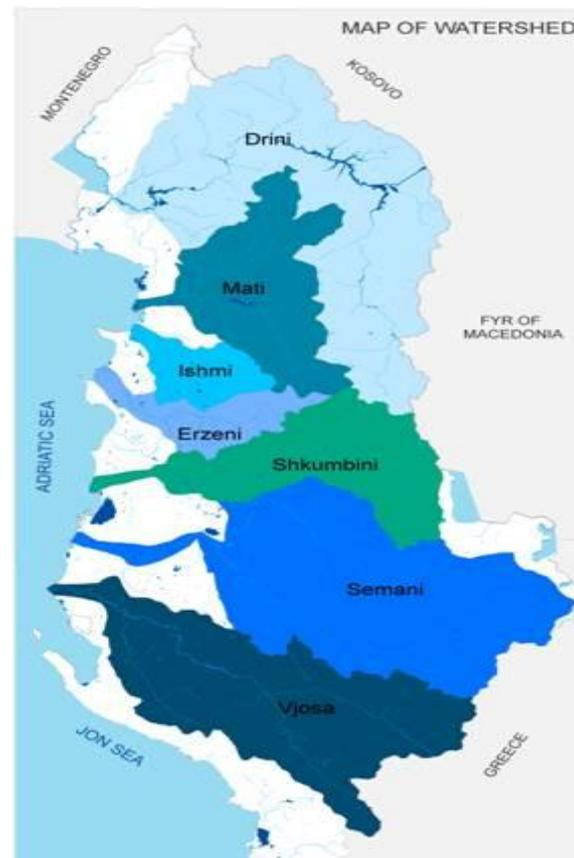 MAP OF WATERSHED
MONTENEGRO
KOSOVO
Drini
Mati
FYR OF
MACEDONIA
Ishmi
Erzeni
ADRIATIC SEA
Shkumbini
Semani
Vjosa
JON SEA
GREECE